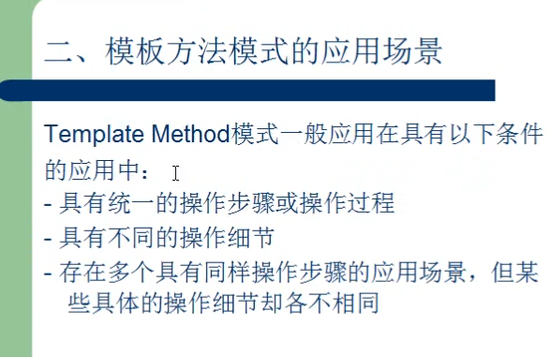 二、模板方法模式的应用场景
Template Method模式一般应用在具有以下条件
的应用中：
- 具有统一的操作步骤或操作过程
- 具有不同的操作细节
- 存在多个具有同样操作步骤的应用场景，但某
些具体的操作细节却各不相同